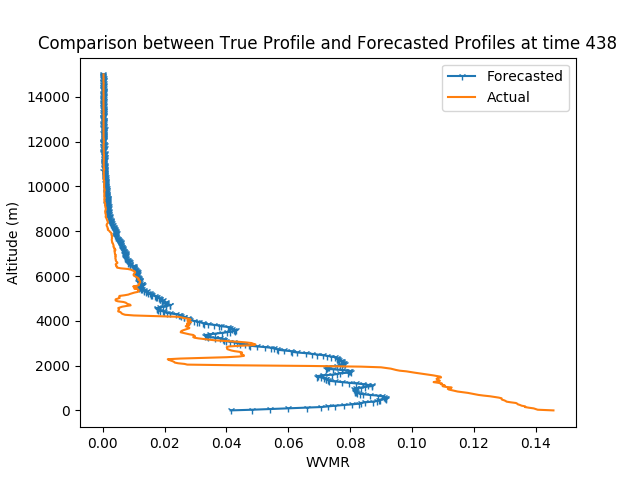 Comparison between True Profile and Forecasted Profiles at time 438
Forecasted
Actual
Altitude (m)
14000
12000
10000
8000
6000
4000
2000
0
0.00 0.02 0.04 0.06 0.08 0.10 0.12 0.14
WVMR